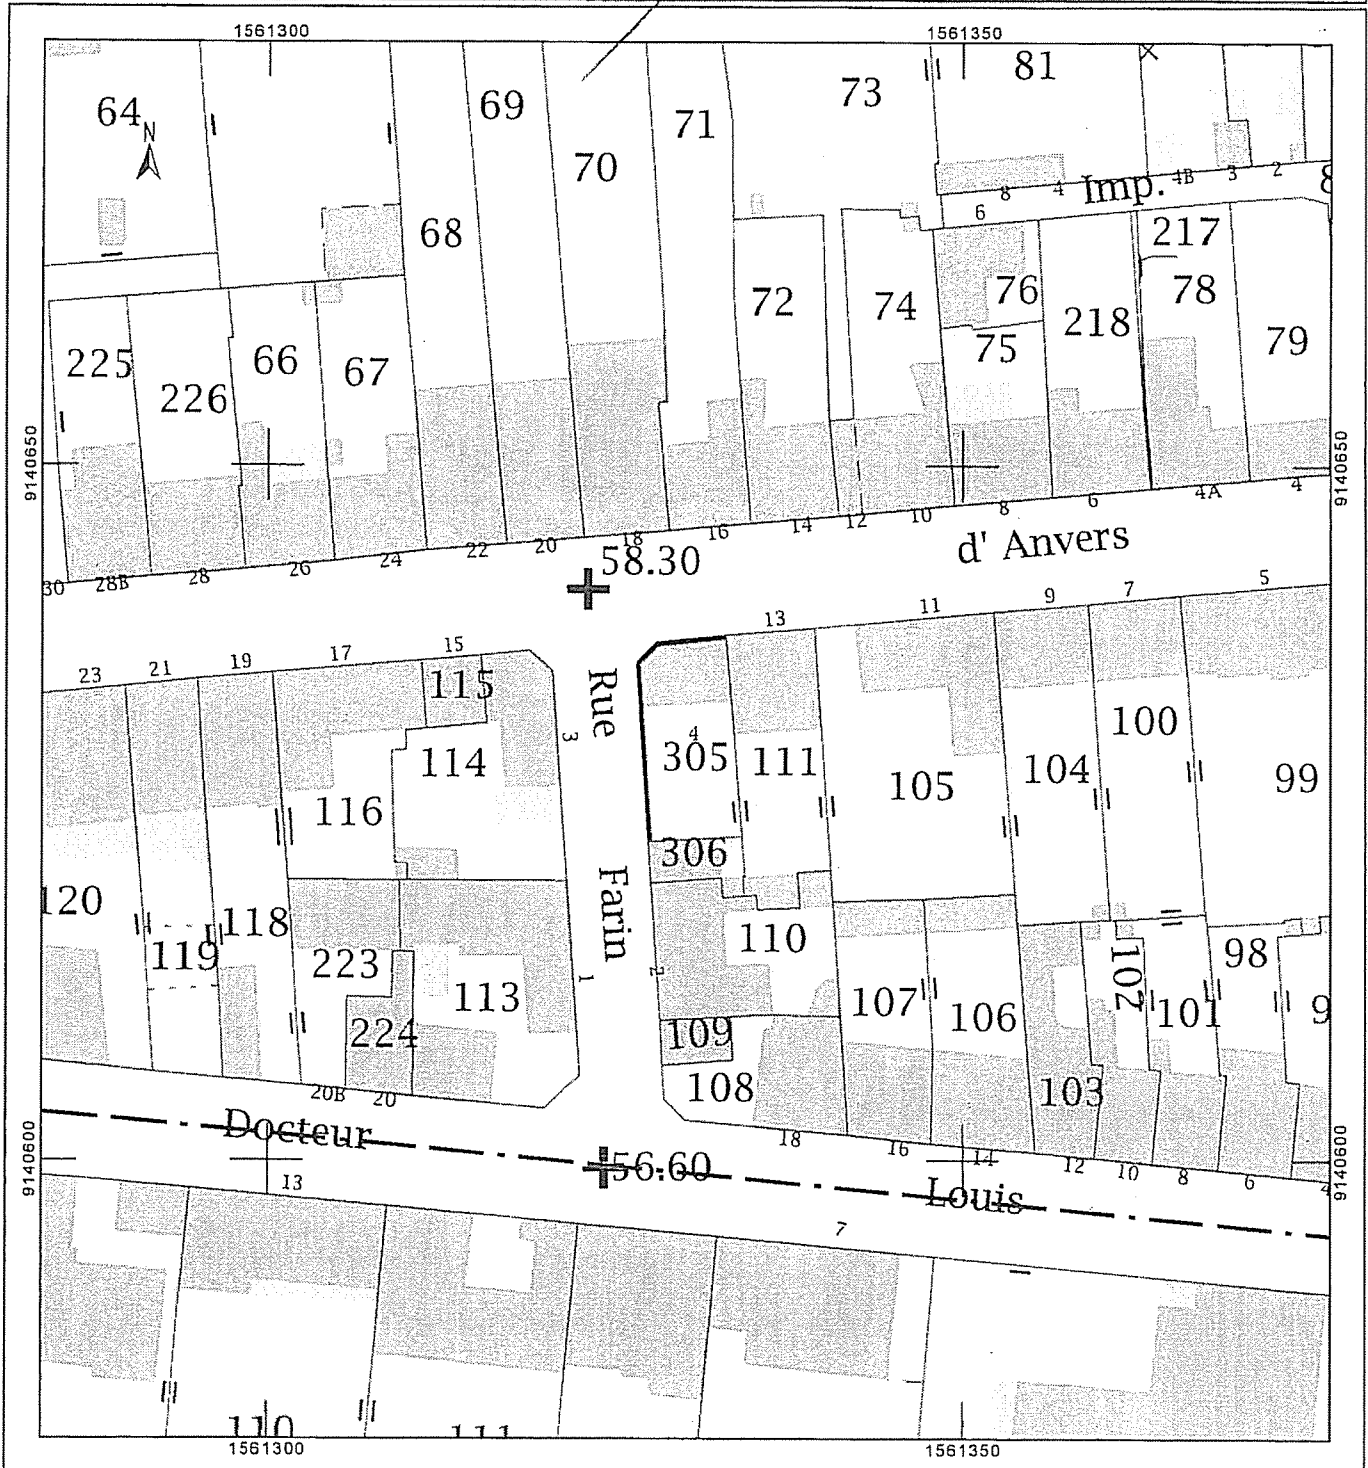 1561300 1561350
64 N 69 70 71 73 81
68 8 4 Imp. 4B 3 2
6 217
72 74 76 218 78 79
225 226 66 67 75
9140650 9140650
30 28B 28 26 24 22 20 18 16 14 12 10 8 6 4A 4
58.30 d' Anvers
23 21 19 17 15 13 11 9 7 5
115 Rue 3 4
114 305 111 105 104 100 99
116 306
120 119 118 Farin 110
223 113 1 2 107 106 102 101 98 9
224 109 108 103
20B 20 18 16 14 12 10 8 6 4
Docteur 56.60 Louis
9140600 9140600
13 7
110 111
1561300 1561350